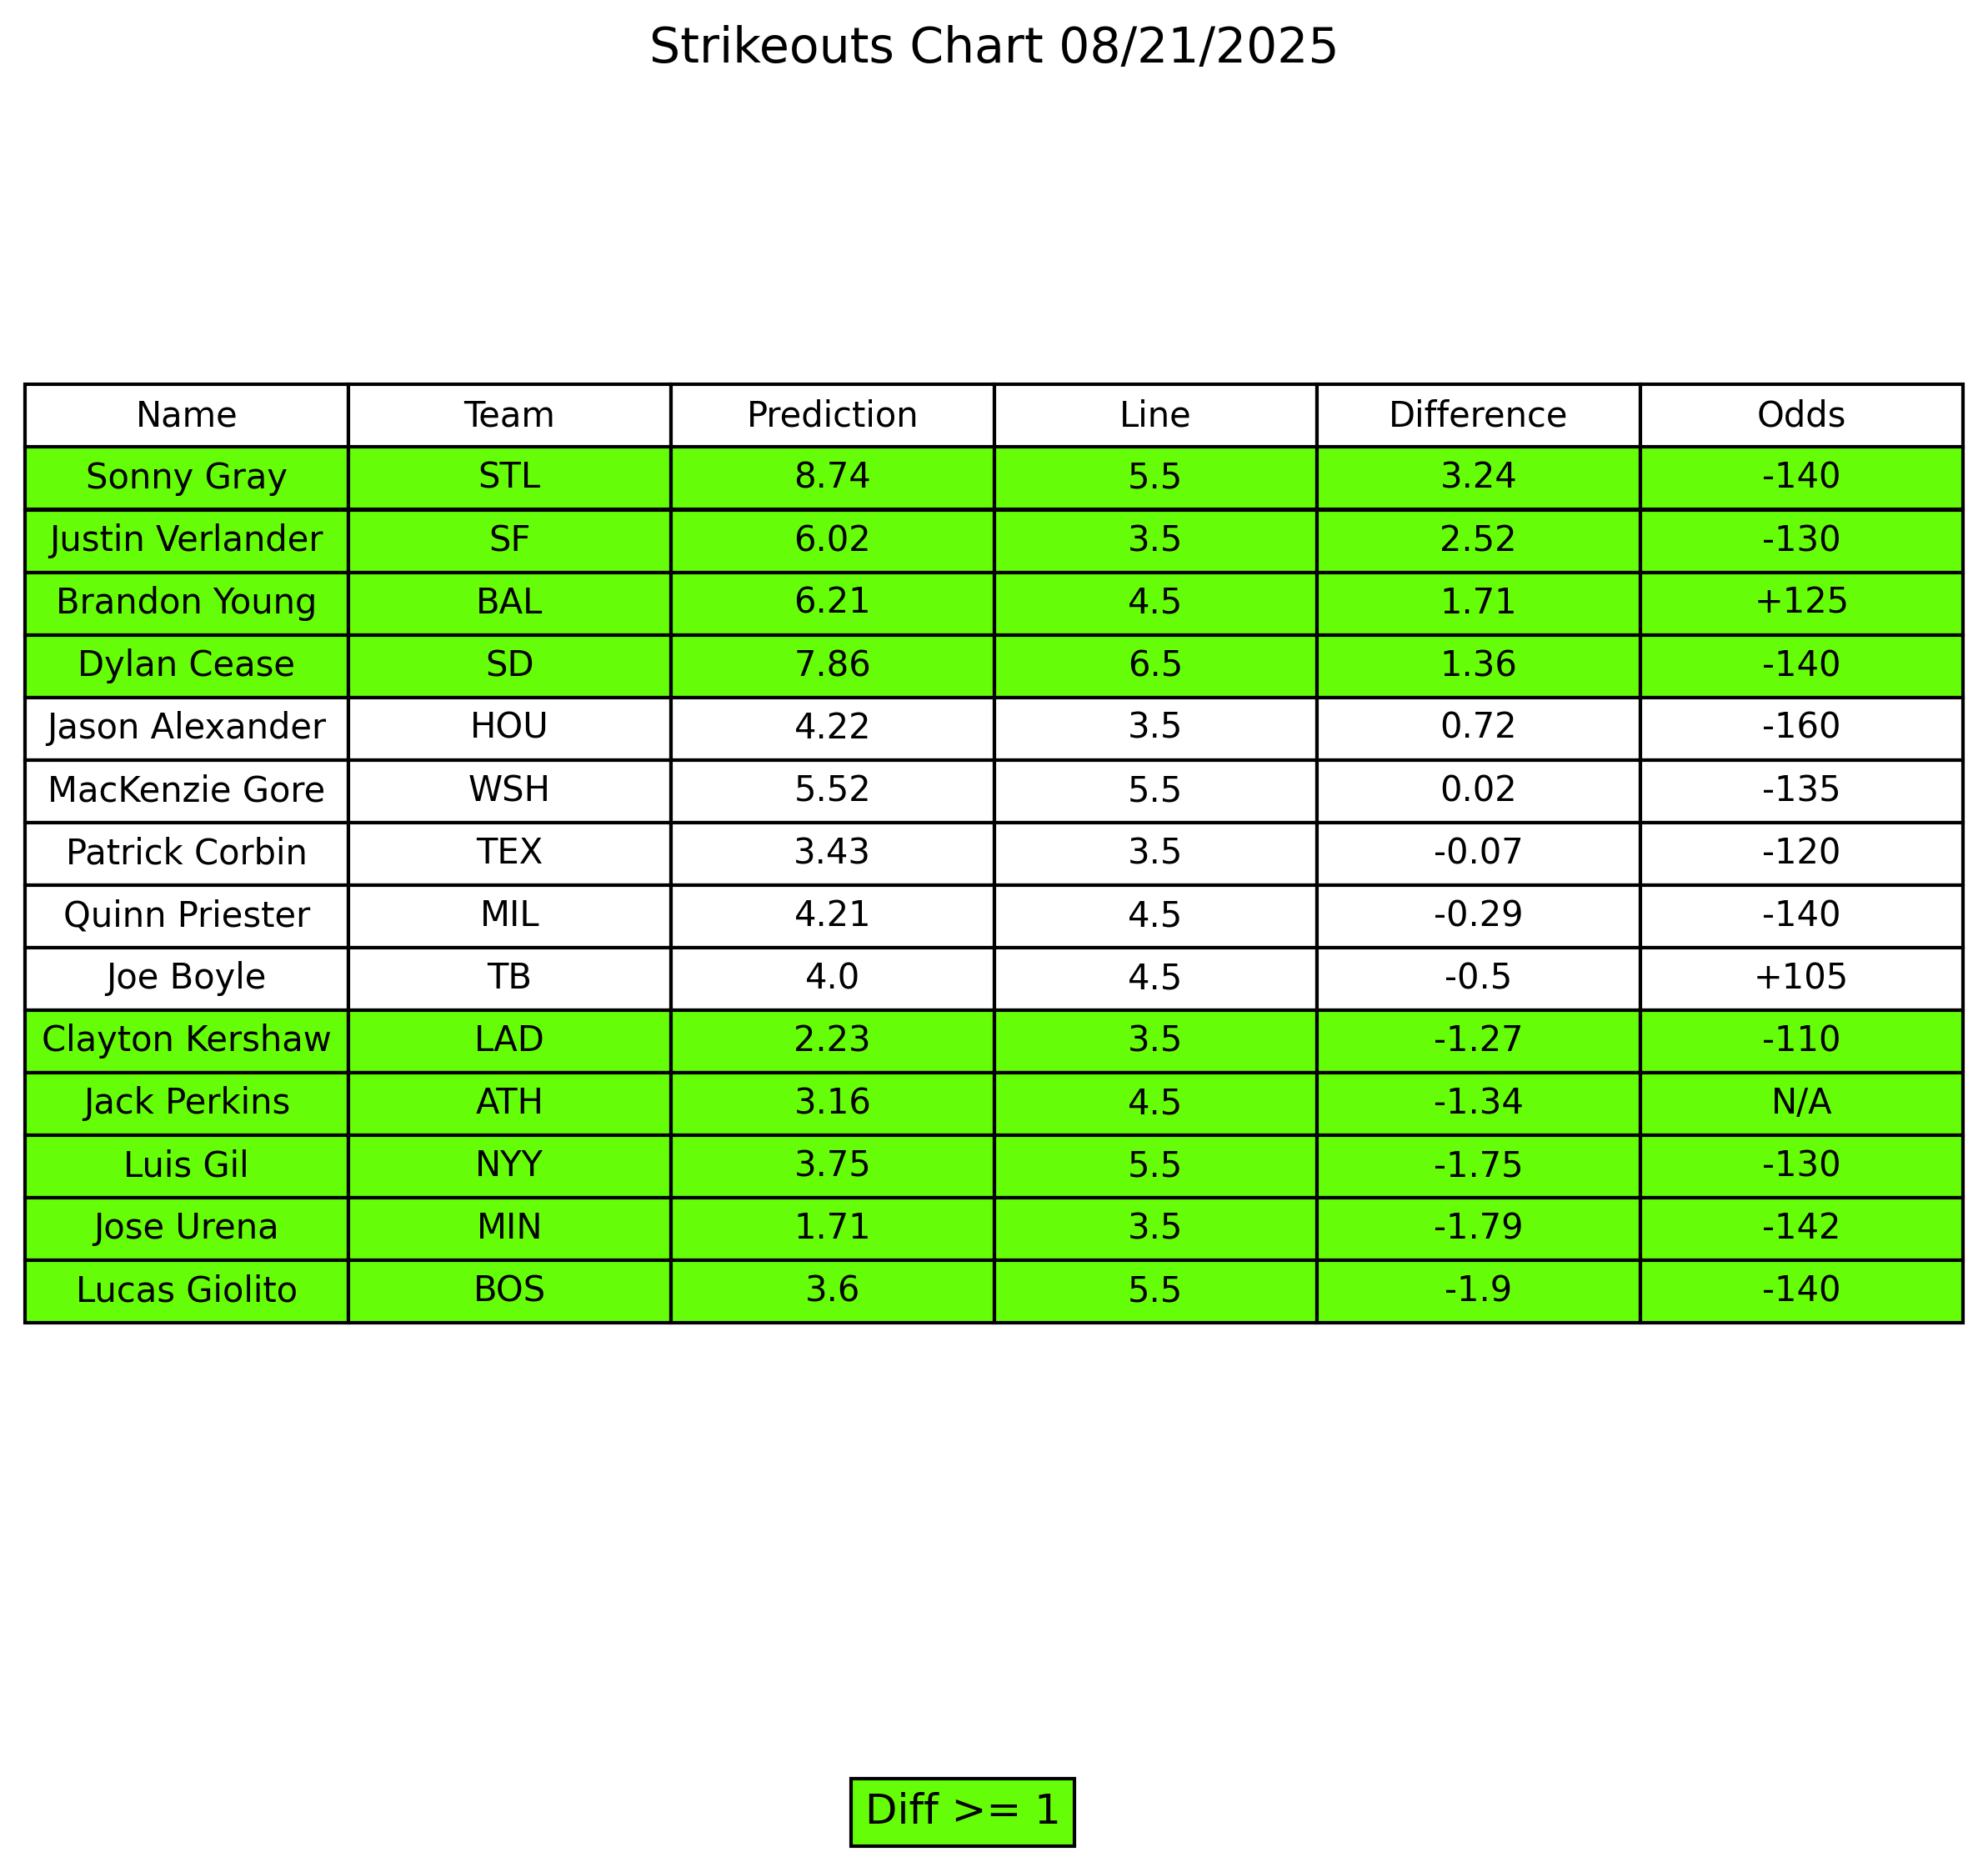 Strikeouts Chart 08/21/2025
Name Team Prediction Line Difference Odds
Sonny Gray STL 8.74 5.5 3.24 -140
Justin Verlander SF 6.02 3.5 2.52 -130
Brandon Young BAL 6.21 4.5 1.71 +125
Dylan Cease SD 7.86 6.5 1.36 -140
Jason Alexander HOU 4.22 3.5 0.72 -160
MacKenzie Gore WSH 5.52 5.5 0.02 -135
Patrick Corbin TEX 3.43 3.5 -0.07 -120
Quinn Priester MIL 4.21 4.5 -0.29 -140
Joe Boyle TB 4.0 4.5 -0.5 +105
Clayton Kershaw LAD 2.23 3.5 -1.27 -110
Jack Perkins ATH 3.16 4.5 -1.34 N/A
Luis Gil NYY 3.75 5.5 -1.75 -130
Jose Urena MIN 1.71 3.5 -1.79 -142
Lucas Giolito BOS 3.6 5.5 -1.9 -140
Diff >= 1